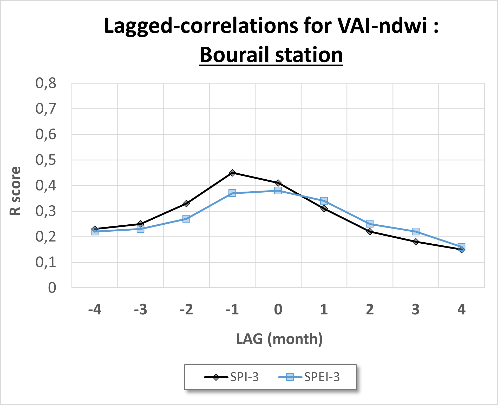 Lagged-correlations for VAI-ndwi :
Bourail station
0,8
0,7
0,6
0,5
0,4
0,3
0,2
0,1
0
R score
-4 -3 -2 -1 0 1 2 3 4
LAG (month)
SPI-3 SPEI-3